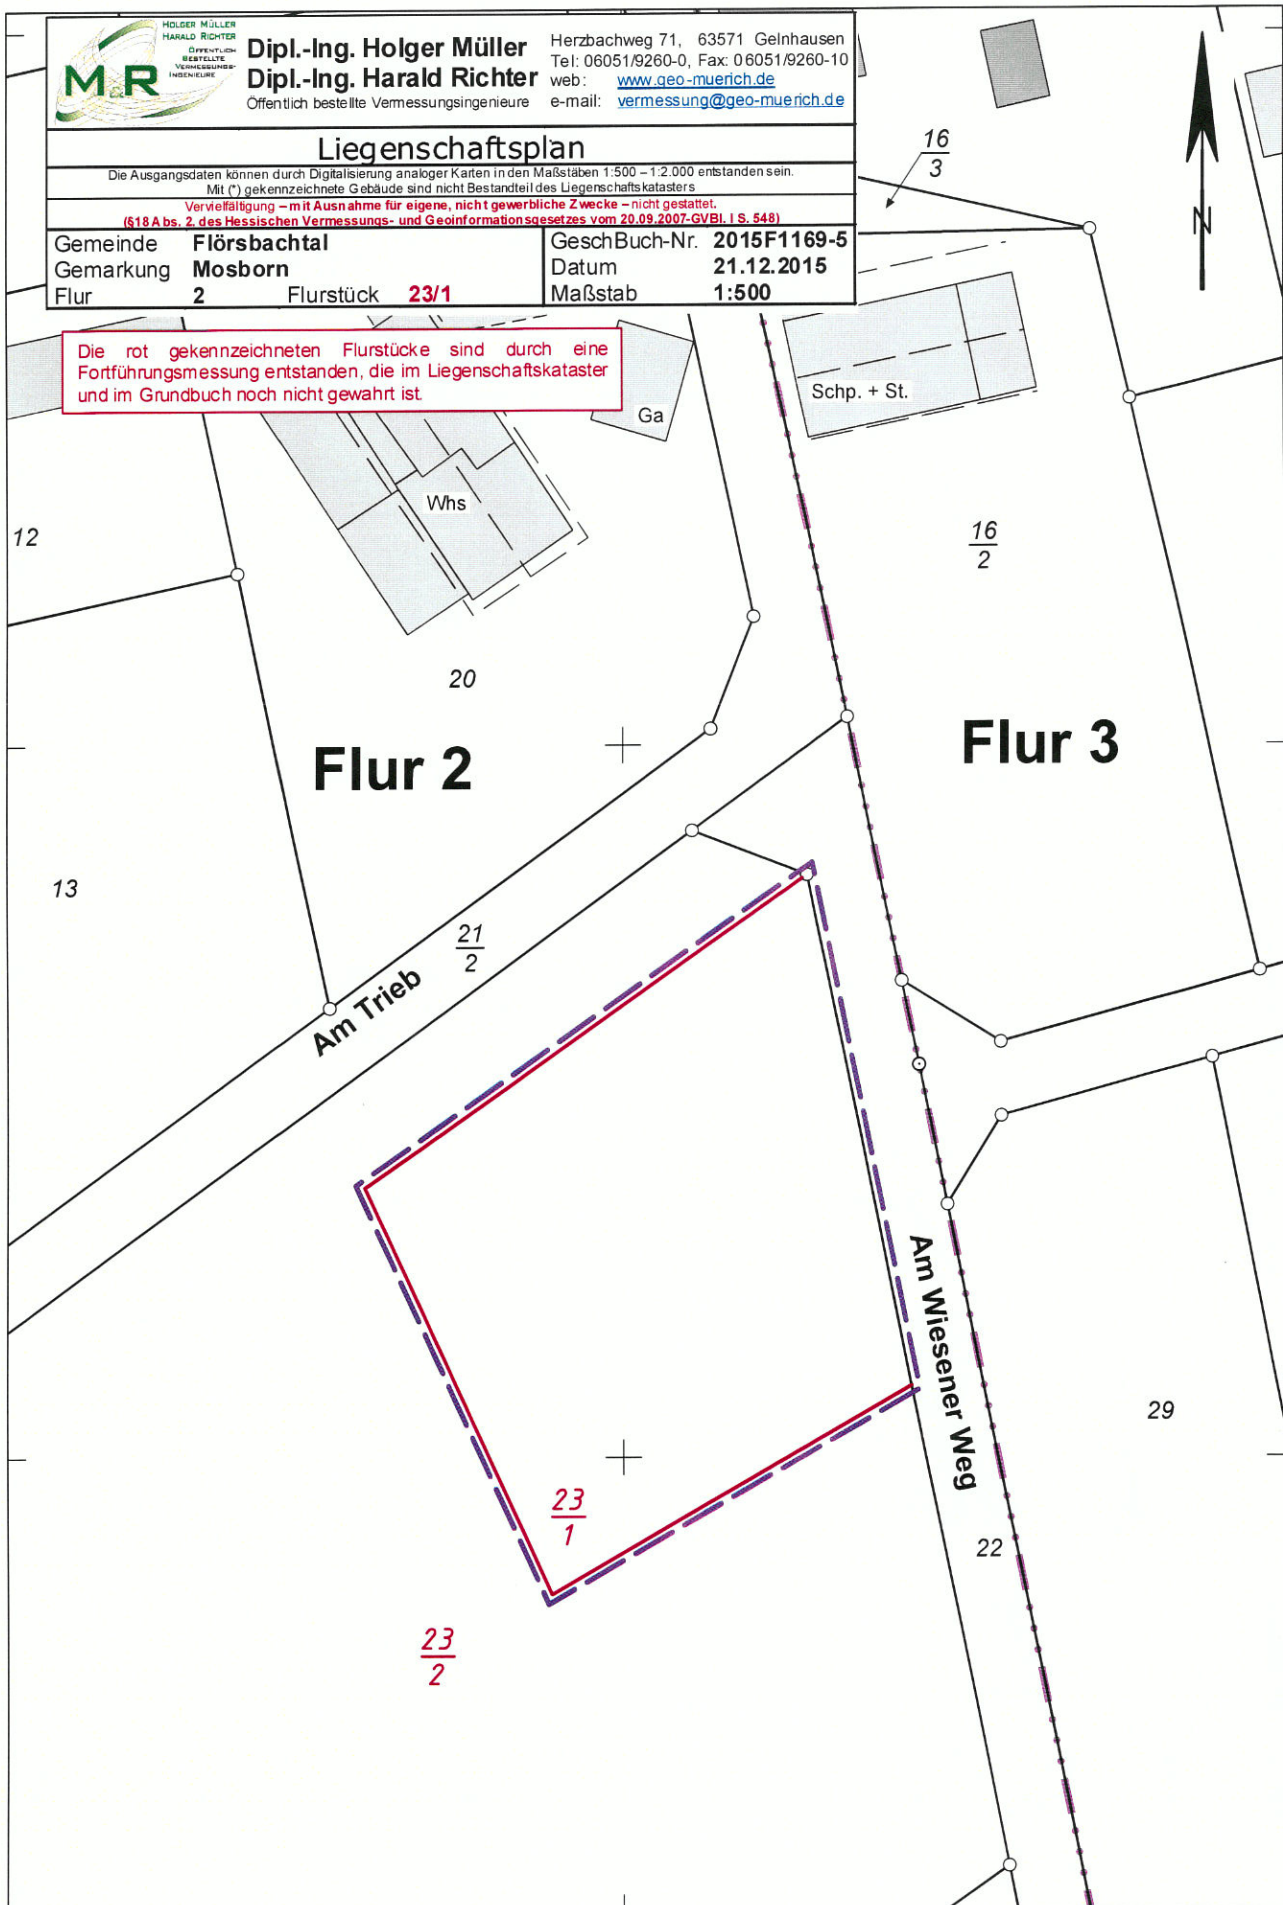 HOLGER MÜLLER
HARALD RICHTER
ÖFFENTLICH
BESTELLTE
VERMESSUNGS-
INGENIEURE
M&R
Dipl.-Ing. Holger Müller
Dipl.-Ing. Harald Richter
Öffentlich bestellte Vermessungsingenieure
Herzbachweg 71, 63571 Gelnhausen
Tel: 06051/9260-0, Fax: 06051/9260-10
web: www.geo-muerich.de
e-mail: vermessung@geo-muerich.de
Liegenschaftsplan
Die Ausgangsdaten können durch Digitalisierung analoger Karten in den Maßstäben 1:500 – 1:2.000 entstanden sein.
Mit (*) gekennzeichnete Gebäude sind nicht Bestandteil des Liegenschaftskatasters
Vervielfältigung – mit Ausnahme für eigene, nicht gewerbliche Zwecke – nicht gestattet.
(§18 Abs. 2. des Hessischen Vermessungs- und Geoinformationsgesetzes vom 20.09.2007-GVBl. I S. 548)
Gemeinde Flörsbachtal
Gemarkung Mosborn
Flur 2 Flurstück 23/1
GeschBuch-Nr. 2015F1169-5
Datum 21.12.2015
Maßstab 1:500
Die rot gekennzeichneten Flurstücke sind durch eine
Fortführungsmessung entstanden, die im Liegenschaftskataster
und im Grundbuch noch nicht gewahrt ist.
16
3
N
Schp. + St.
Ga
Whs
12
16
2
20
Flur 2
Flur 3
13
21
2
Am Trieb
Am Wiesener Weg
29
23
1
22
23
2